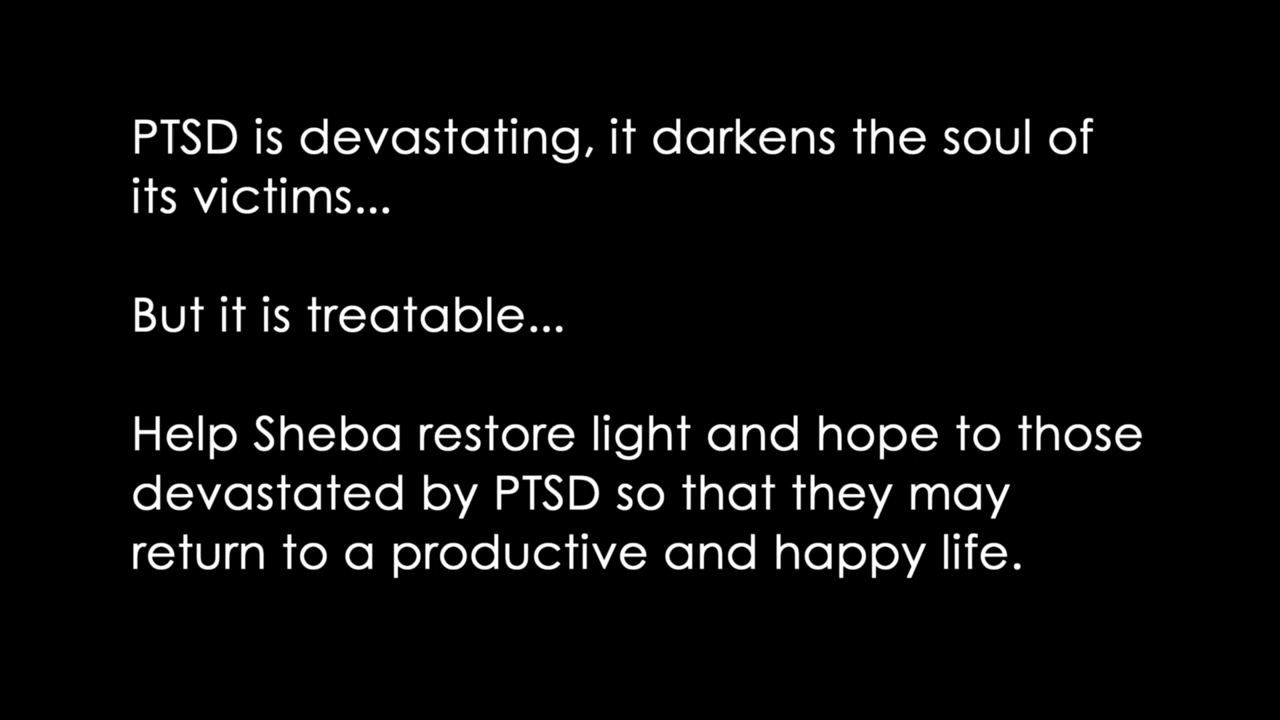 PTSD is devastating, it darkens the soul of
its victims...
But it is treatable...
Help Sheba restore light and hope to those
devastated by PTSD so that they may
return to a productive and happy life.